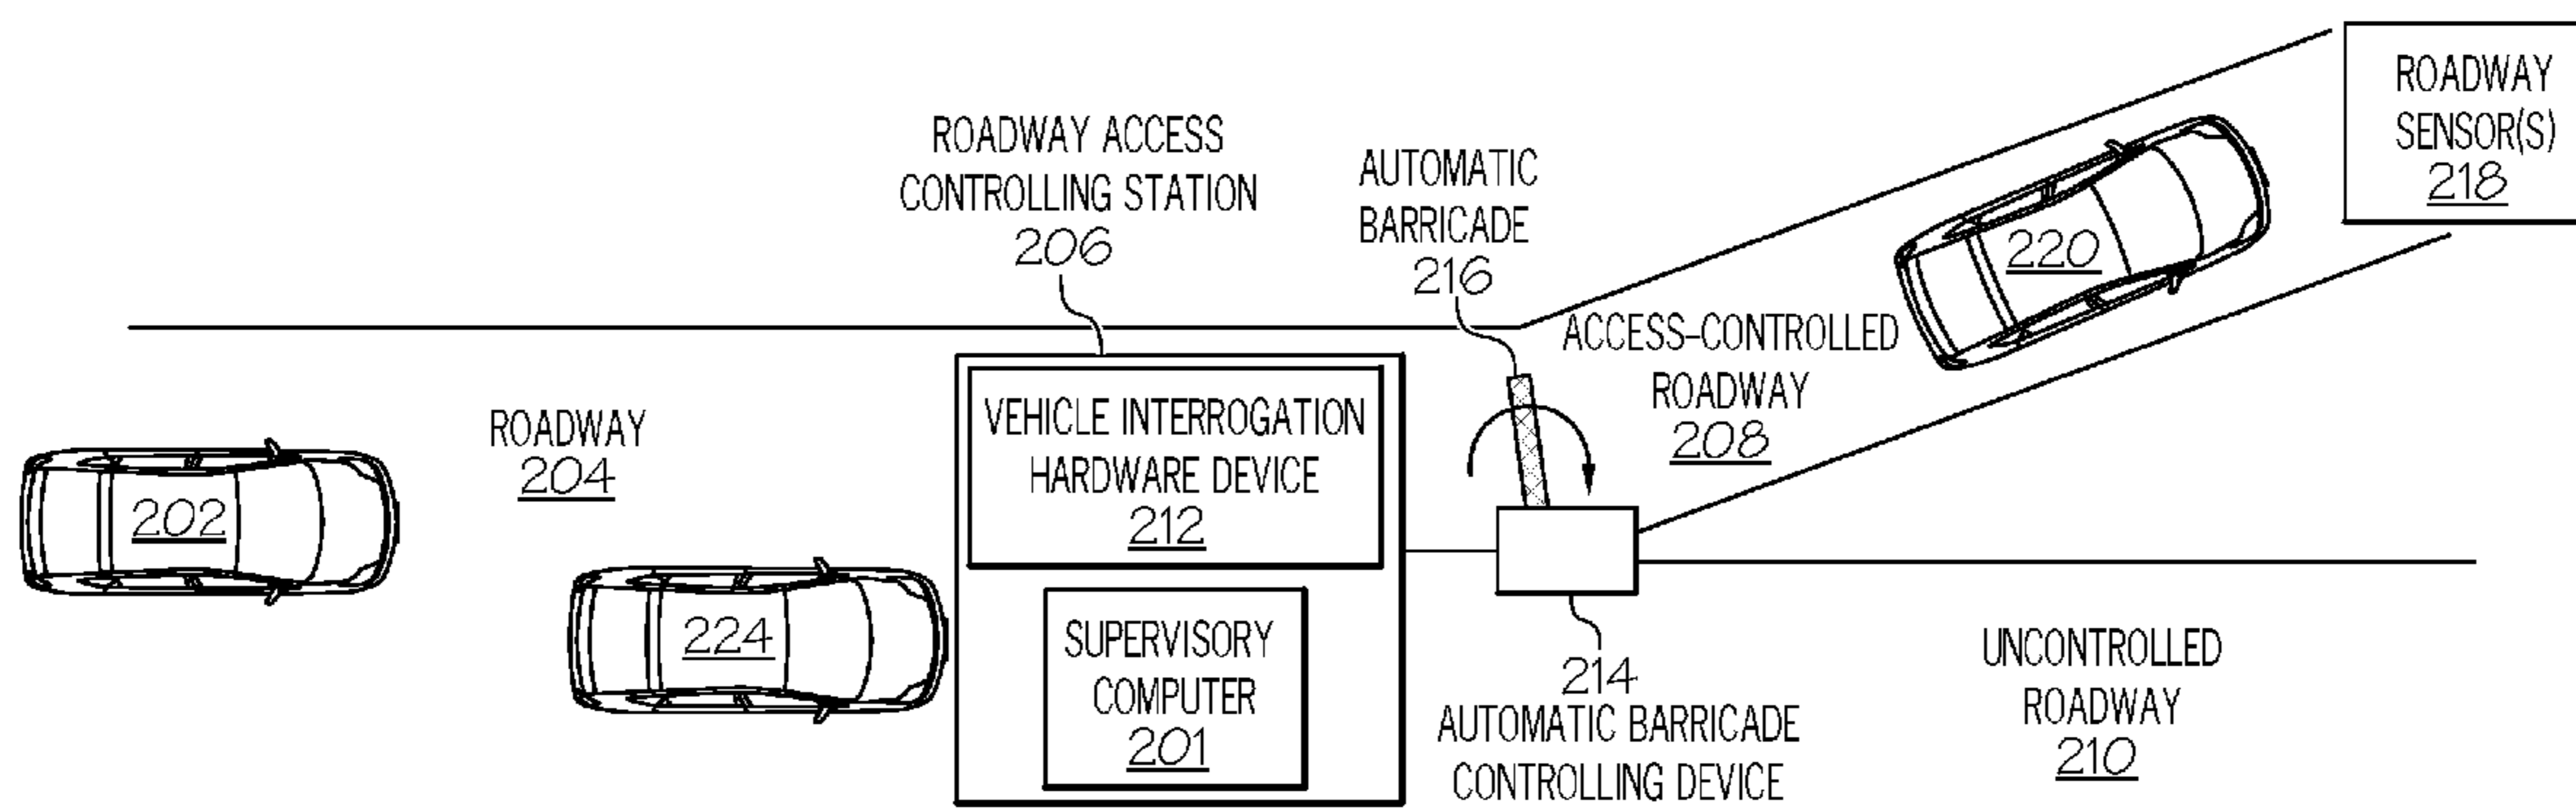 ROADWAY
SENSOR(S)
218
ROADWAY ACCESS
CONTROLLING STATION
206
AUTOMATIC
BARRICADE
216
220
ACCESS-CONTROLLED
ROADWAY
208
ROADWAY
204
202
VEHICLE INTERROGATION
HARDWARE DEVICE
212
224
SUPERVISORY
COMPUTER
201
214
AUTOMATIC BARRICADE
CONTROLLING DEVICE
UNCONTROLLED
ROADWAY
210